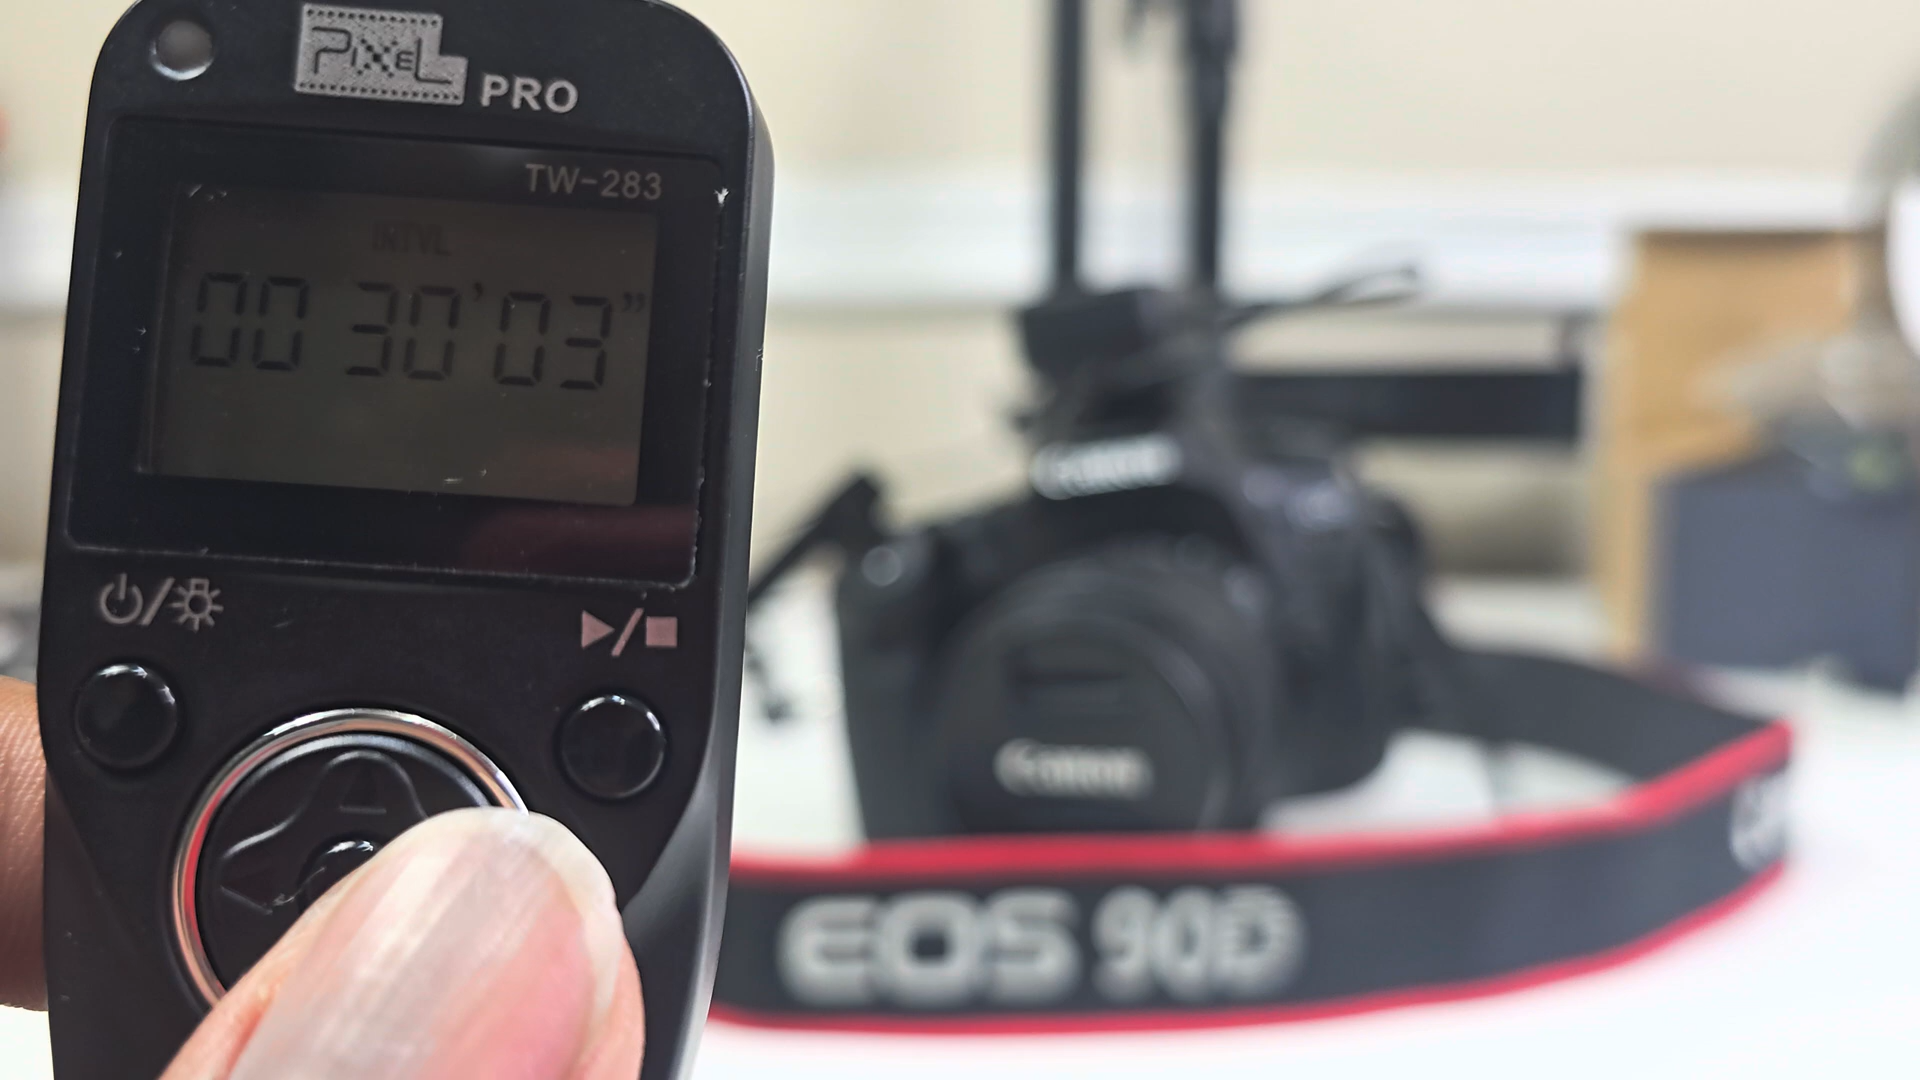 PIXEL PRO
TW-283
INTVL
00 30'03”
Canon
Canon
EOS 90D